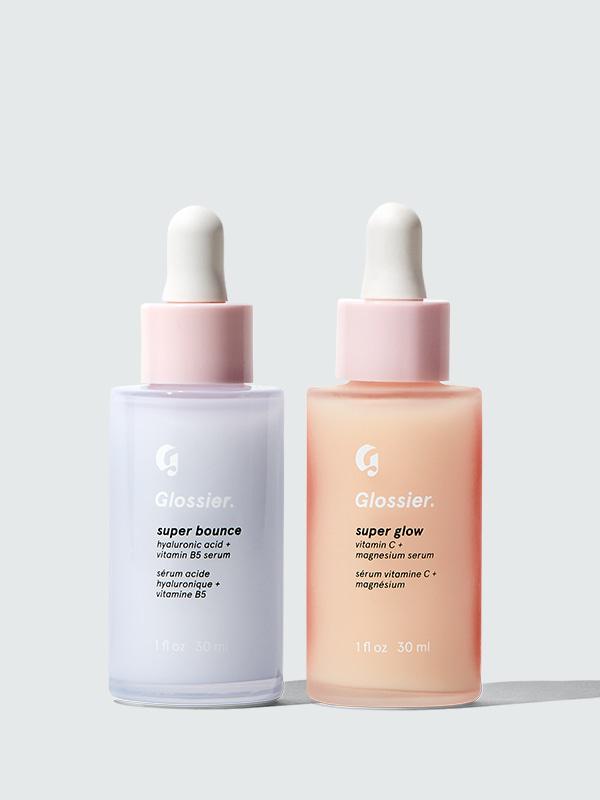 Glossier.
super bounce
hyaluronic acid +
vitamin B5 serum
sérum acide
hyaluronique +
vitamine B5
1 fl oz 30 ml
Glossier.
super glow
vitamin C +
magnesium serum
sérum vitamine C +
magnésium
1 fl oz 30 ml